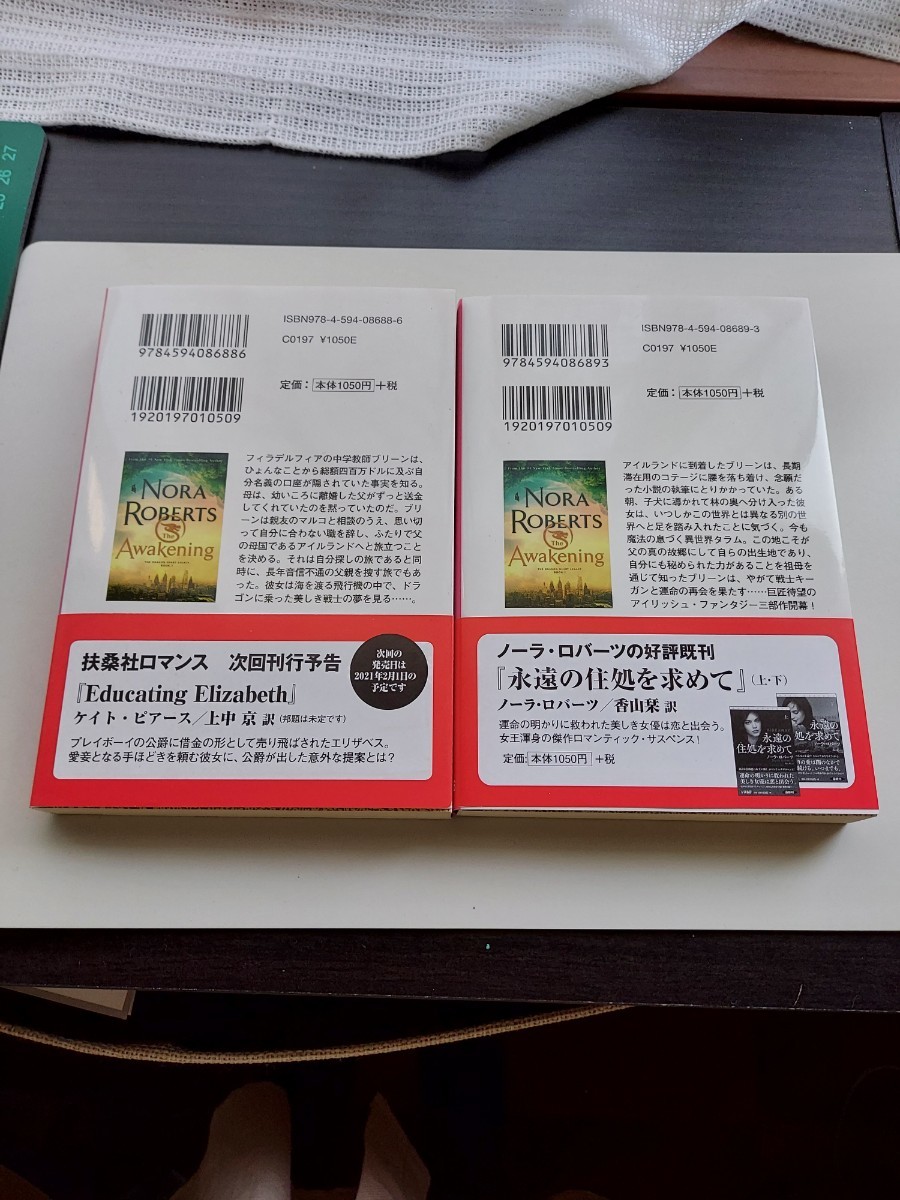 27
26
ISBN978-4-594-08688-6
9784594086886
C0197 ¥1050E
定価: 本体1050円+税
1920197010509
フィラデルフィアの中学教師ブリーンは、
ひょんなことから総額四百万ドルに及ぶ自
分名義の口座が隠されていた事実を知る。
母は、幼いころに離婚した父がずっと送金
してくれていたのを黙っていたのだ。ブリ
ーンは親友のマルコと相談のうえ、思い切
って自分に合わない職を辞し、ふたりで父
の母国であるアイルランドへと旅立つこと
を決める。それは自分探しの旅であると同
時に、長年音信不通の父親を捜す旅でもあ
った。彼女は海を渡る飛行機の中で、ドラ
ゴンに乗った美しき戦士の夢を見る……。
NORA
ROBERTS
The
Awakening
扶桑社ロマンス 次回刊行予告
次回の
発売日は
2021年2月1日の
予定です
『Educating Elizabeth』
ケイト・ピアース/上中 京 訳(邦題は未定です)
プレイボーイの公爵に借金の形として売り飛ばされたエリザベス。
愛妾となる手ほどきを頼む彼女に、公爵が出した意外な提案とは?
ISBN978-4-594-08689-3
9784594086893
C0197 ¥1050E
定価: 本体1050円+税
1920197010509
アイルランドに到着したブリーンは、長期
滞在用のコテージに腰を落ち着け、念願だ
った小説の執筆にとりかかっていた。ある
朝、子犬に導かれて林の奥へ分け入った彼
女は、いつしかこの世界とは異なる別の世
界へと足を踏み入れたことに気づく。今も
魔法の息づく異世界タラム。この地こそが
父の真の故郷にして自らの出生地であり、
自分にも秘められた力があることを祖母を
通じて知ったブリーンは、やがて戦士キー
ガンと運命の再会を果たす……巨匠待望の
アイリッシュ・ファンタジー三部作開幕!
NORA
ROBERTS
The
Awakening
ノーラ・ロバーツの好評既刊
『永遠の住処を求めて』(上・下)
ノーラ・ロバーツ/香山栞 訳
運命の明かりに救われた美しき女優は恋と出会う。
女王渾身の傑作ロマンティック・サスペンス!
定価:本体1050円+税
永遠の
住処を求めて
永遠の
処を求めて